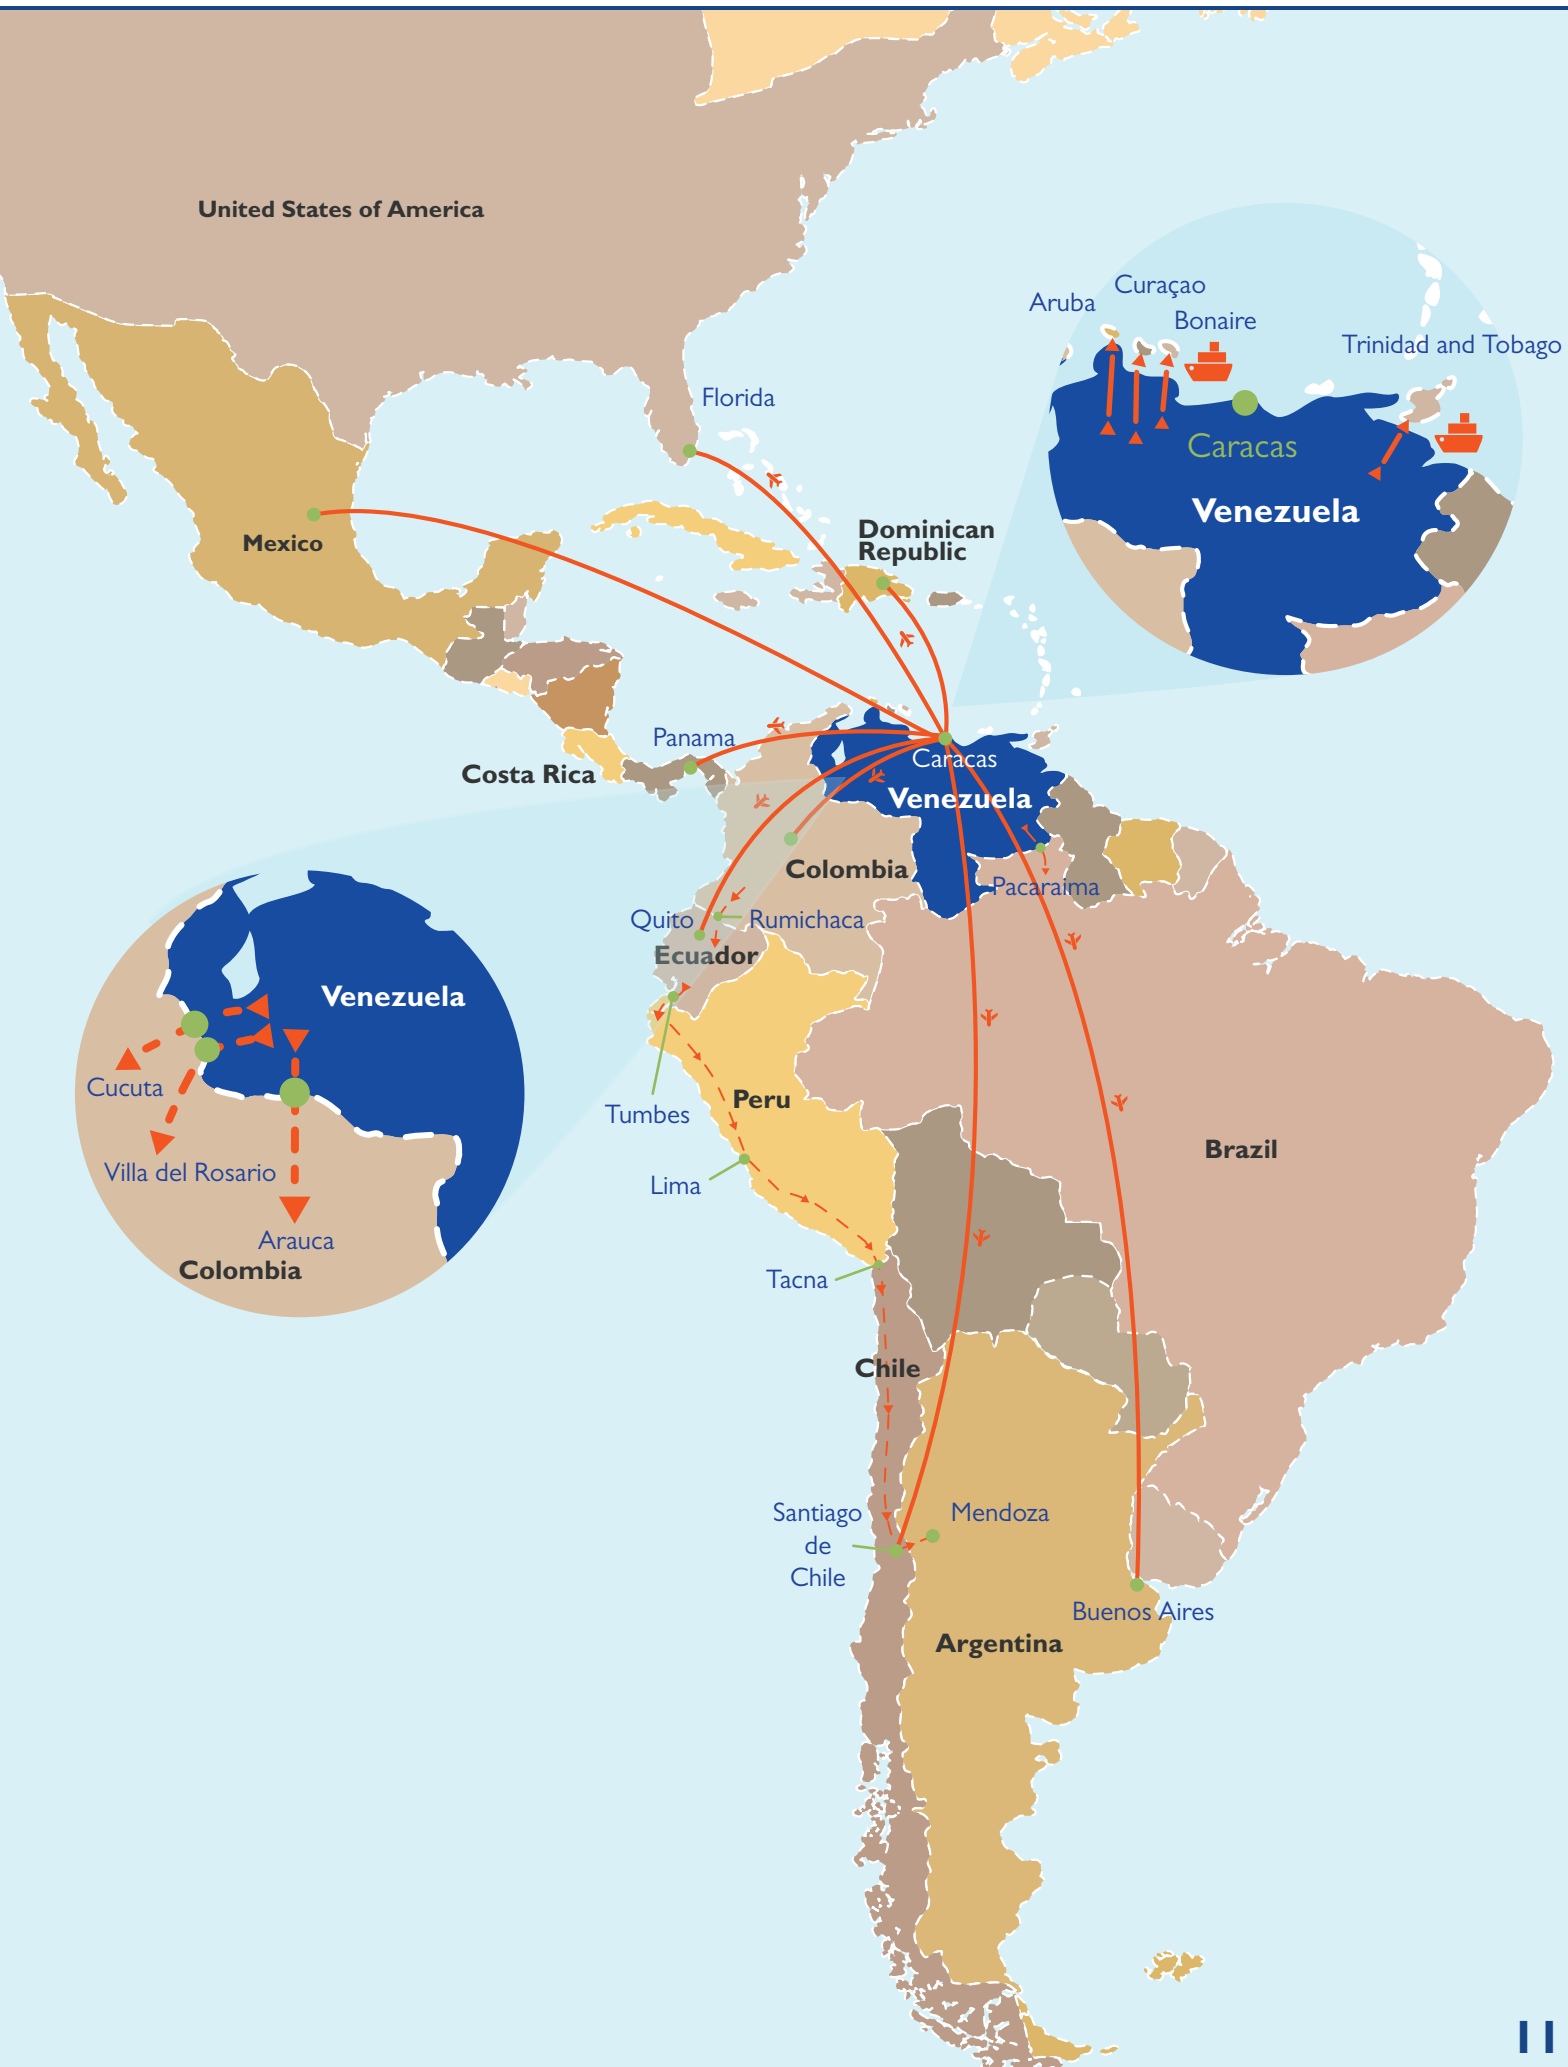 United States of America
Curaçao
Aruba
Bonaire
Trinidad and Tobago
Florida
Caracas
Venezuela
Dominican
Republic
Mexico
Panama
Caracas
Costa Rica
Venezuela
Colombia
Pacaraima
Quito
Rumichaca
Ecuador
Venezuela
Cucuta
Peru
Tumbes
Brazil
Villa del Rosario
Lima
Arauca
Colombia
Tacna
Chile
Santiago
de
Chile
Mendoza
Buenos Aires
Argentina
11